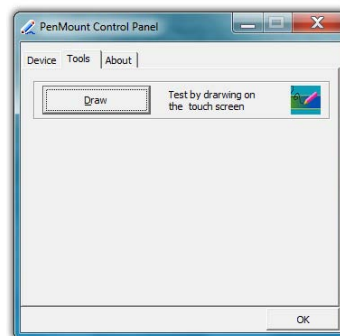 PenMount Control Panel
Device Tools About
Draw
Test by drarwing on
the touch screen
OK